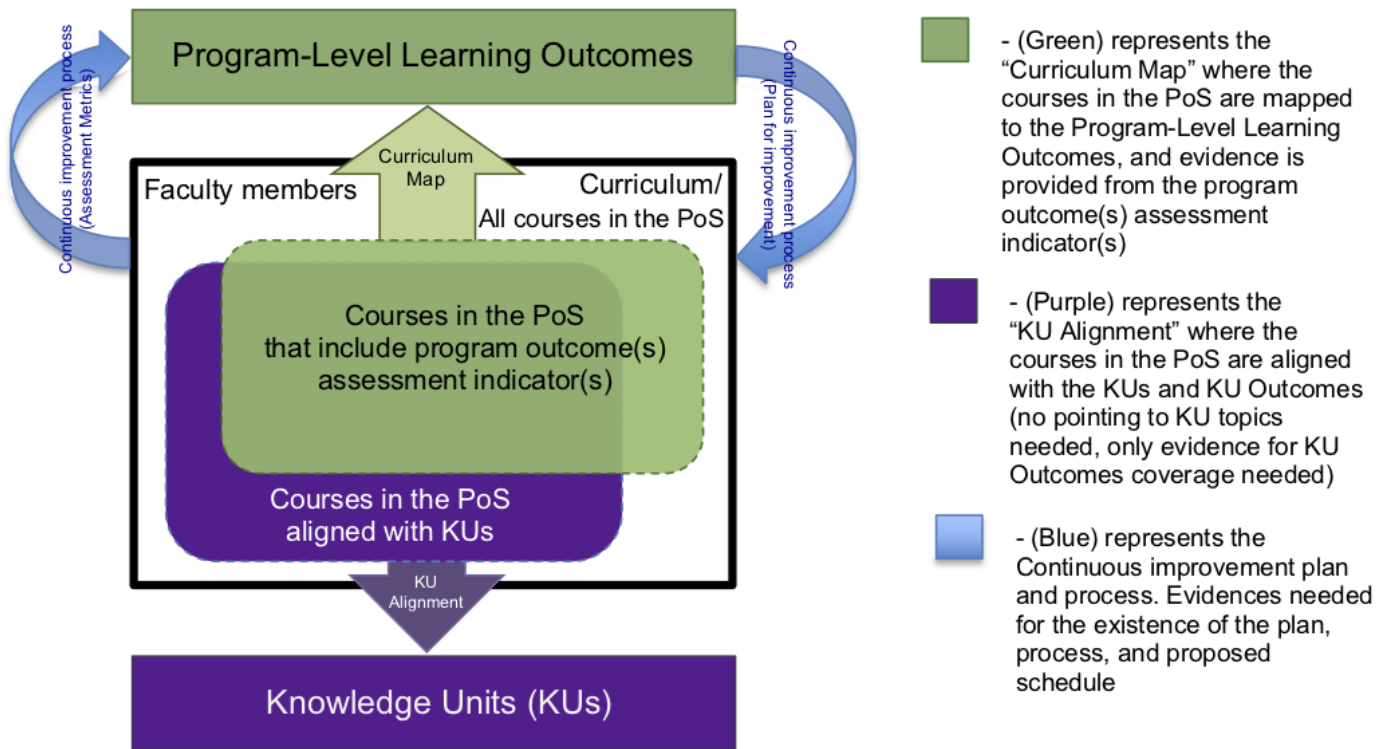 Program-Level Learning Outcomes
Continuous improvement process
(Assessment Metrics)
Continuous improvement process
(Plan for improvement)
Curriculum
Map
Faculty members
Curriculum/
All courses in the PoS
Courses in the PoS
that include program outcome(s)
assessment indicator(s)
Courses in the PoS
aligned with KUs
KU
Alignment
Knowledge Units (KUs)
- (Green) represents the
“Curriculum Map” where the
courses in the PoS are mapped
to the Program-Level Learning
Outcomes, and evidence is
provided from the program
outcome(s) assessment
indicator(s)
- (Purple) represents the
“KU Alignment” where the
courses in the PoS are aligned
with the KUs and KU Outcomes
(no pointing to KU topics
needed, only evidence for KU
Outcomes coverage needed)
- (Blue) represents the
Continuous improvement plan
and process. Evidences needed
for the existence of the plan,
process, and proposed
schedule